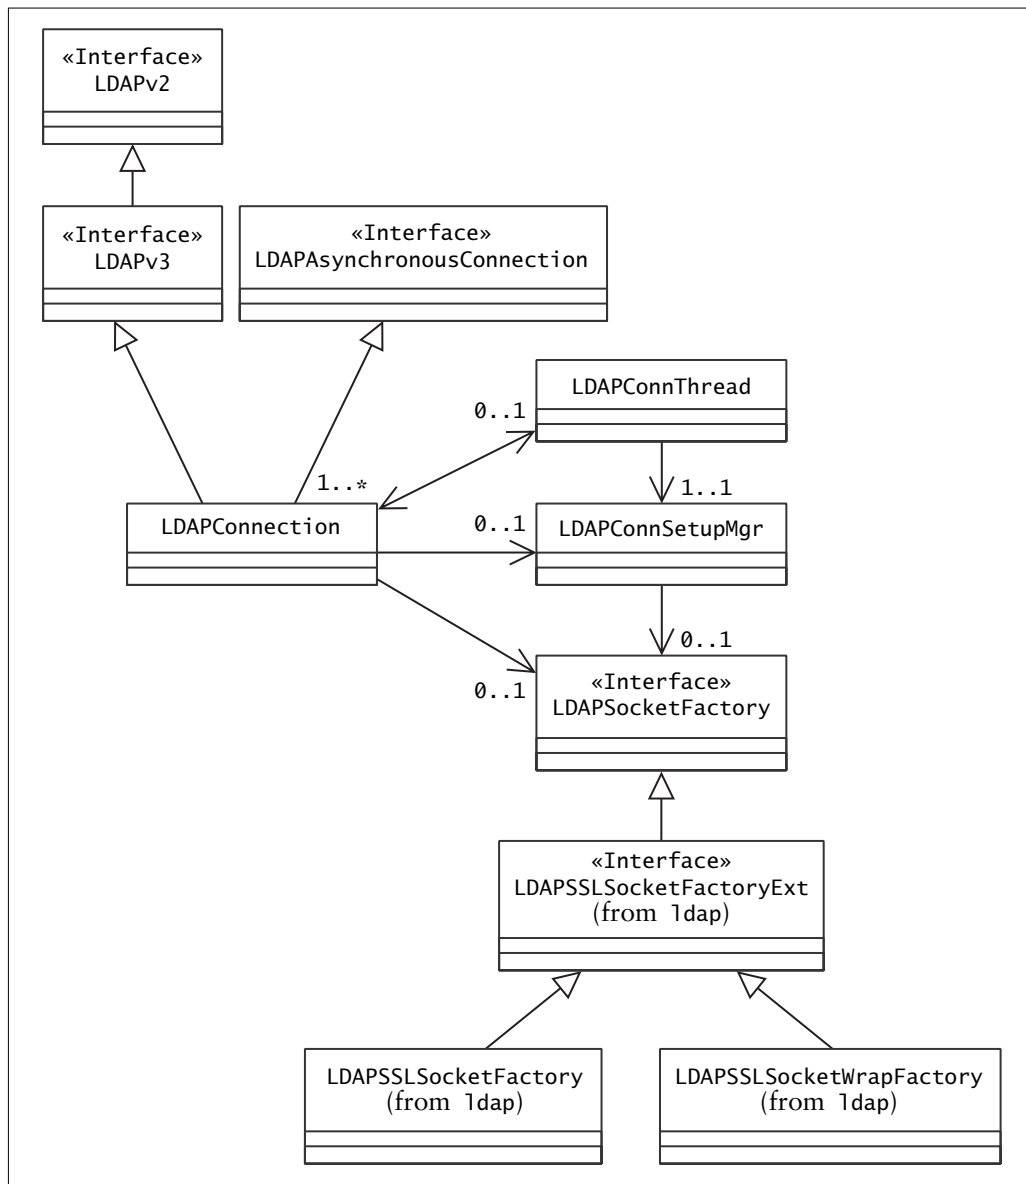 «Interface»
LDAPv2
«Interface»
LDAPv3
«Interface»
LDAPAsynchronousConnection
LDAPConnThread
0..1
1..*
1..1
LDAPConnection
0..1
LDAPConnSetupMgr
0..1
0..1
«Interface»
LDAPSocketFactory
«Interface»
LDAPSSLSocketFactoryExt
(from ldap)
LDAPSSLSocketFactory
(from ldap)
LDAPSSLSocketWrapFactory
(from ldap)